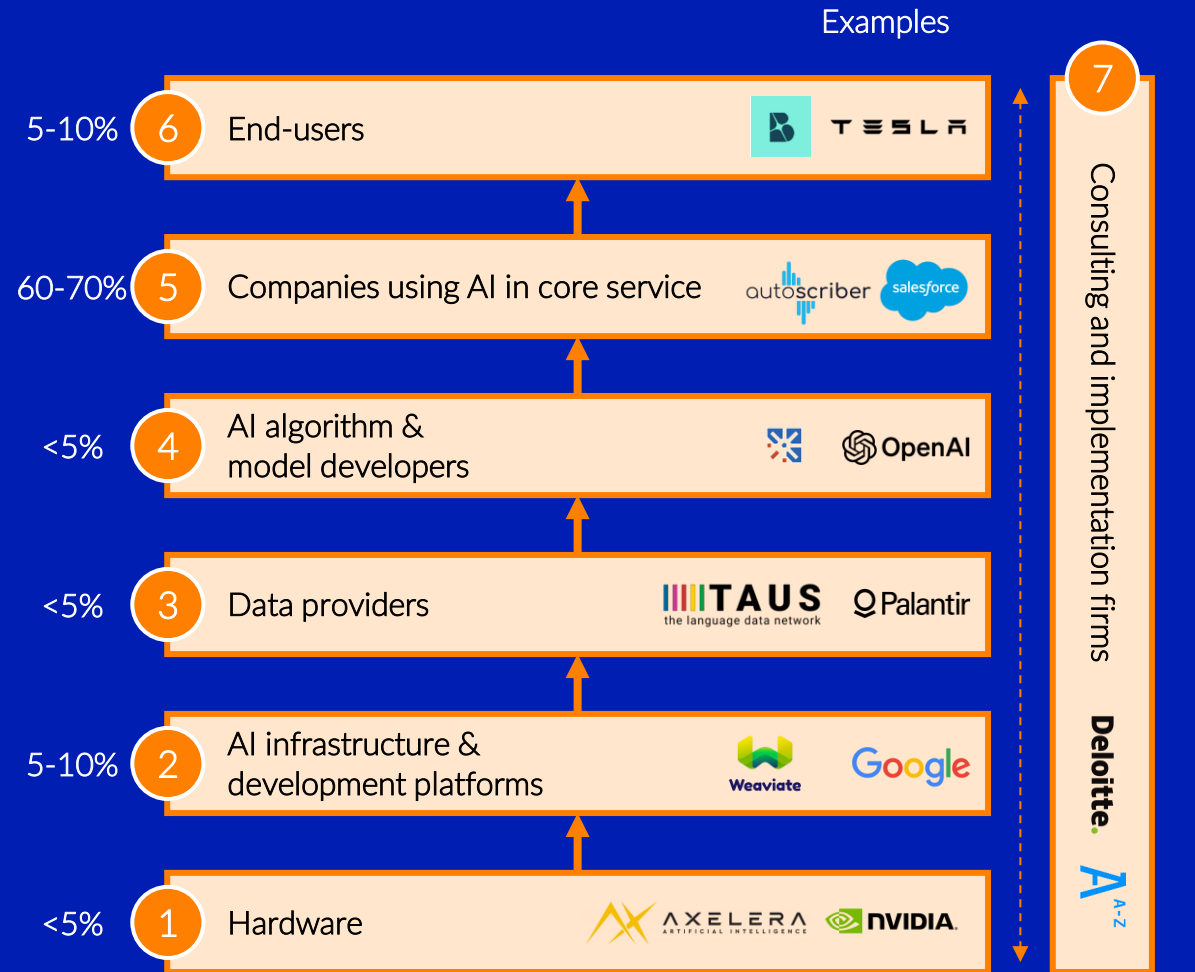 Examples
7
5-10%
6
End-users
B
TESLA
60-70%
5
Companies using AI in core service
autoscriber
salesforce
<5%
4
AI algorithm &
model developers
OpenAI
<5%
3
Data providers
TAUS
the language data network
Palantir
5-10%
2
AI infrastructure &
development platforms
Weaviate
Google
<5%
1
Hardware
AXELERA
ARTIFICIAL INTELLIGENCE
NVIDIA.
Consulting and implementation firms
Deloitte.
A
A-Z